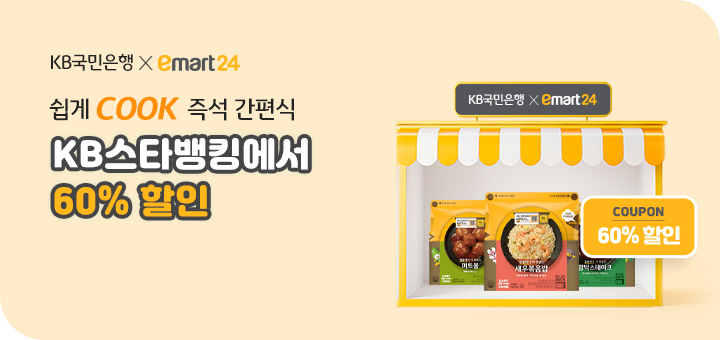 KB국민은행 × emart24
쉽게 COOK 즉석 간편식
KB스타뱅킹에서
60% 할인
KB국민은행 × emart24
미트볼
새우볶음밥
함박스테이크
COUPON
60% 할인